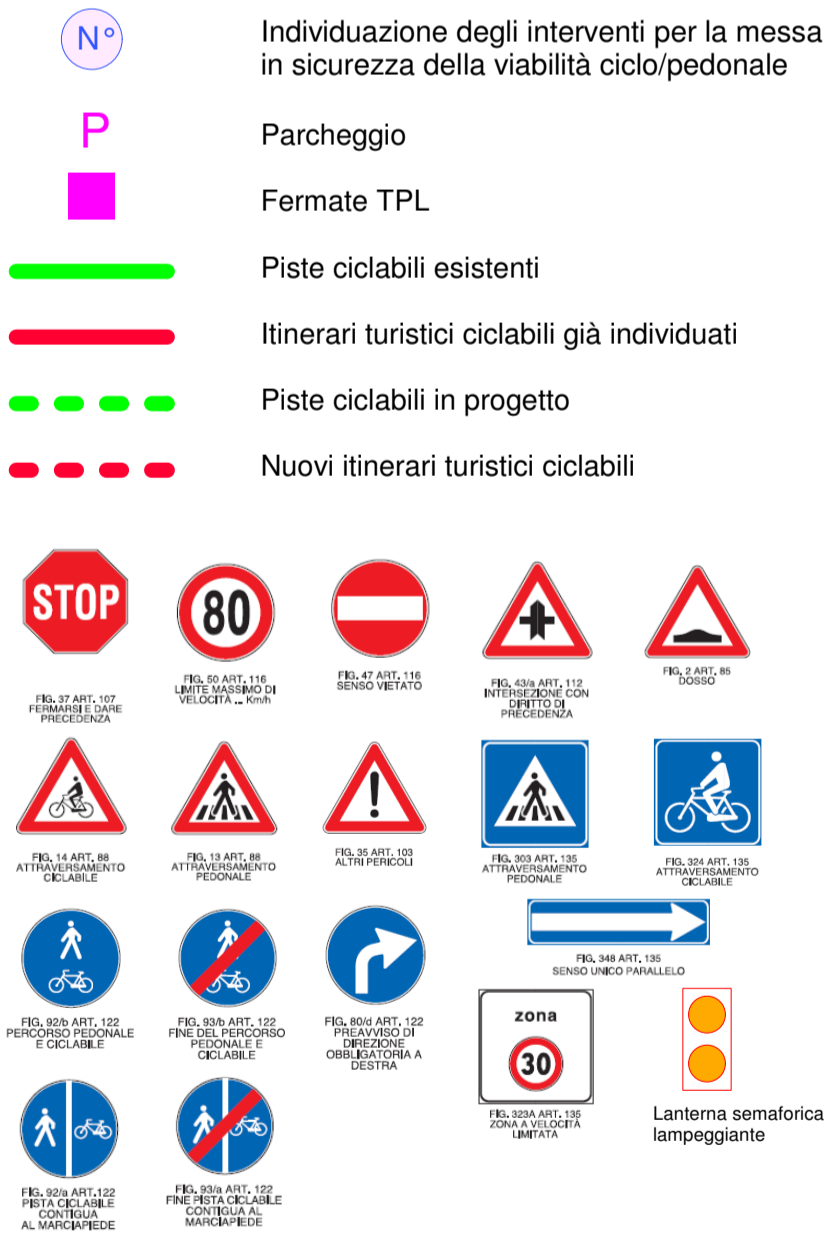 N°
Individuazione degli interventi per la messa
in sicurezza della viabilità ciclo/pedonale
P
Parcheggio
Fermate TPL
Piste ciclabili esistenti
Itinerari turistici ciclabili già individuati
Piste ciclabili in progetto
Nuovi itinerari turistici ciclabili
STOP
FIG. 37 ART. 107
FERMARSI E DARE
PRECEDENZA
80
FIG. 50 ART. 116
LIMITE MASSIMO DI
VELOCITÀ ... Km/h
FIG. 47 ART. 116
SENSO VIETATO
FIG. 43/a ART. 112
INTERSEZIONE CON
DIRITTO DI
PRECEDENZA
FIG. 2 ART. 85
DOSSO
FIG. 14 ART. 88
ATTRAVERSAMENTO
CICLABILE
FIG. 13 ART. 88
ATTRAVERSAMENTO
PEDONALE
FIG. 35 ART. 103
ALTRI PERICOLI
FIG. 303 ART. 135
ATTRAVERSAMENTO
PEDONALE
FIG. 324 ART. 135
ATTRAVERSAMENTO
CICLABILE
FIG. 92/b ART. 122
PERCORSO PEDONALE
E CICLABILE
FIG. 93/b ART. 122
FINE DEL PERCORSO
PEDONALE E
CICLABILE
FIG. 80/d ART. 122
PREAVVISO DI
DIREZIONE
OBBLIGATORIA A
DESTRA
FIG. 348 ART. 135
SENSO UNICO PARALLELO
zona
30
FIG. 323A ART. 135
ZONA A VELOCITÀ
LIMITATA
Lanterna semaforica
lampeggiante
FIG. 92/a ART.122
PISTA CICLABILE
CONTIGUA
AL MARCIAPIEDE
FIG. 93/a ART. 122
FINE PISTA CICLABILE
CONTIGUA AL
MARCIAPIEDE